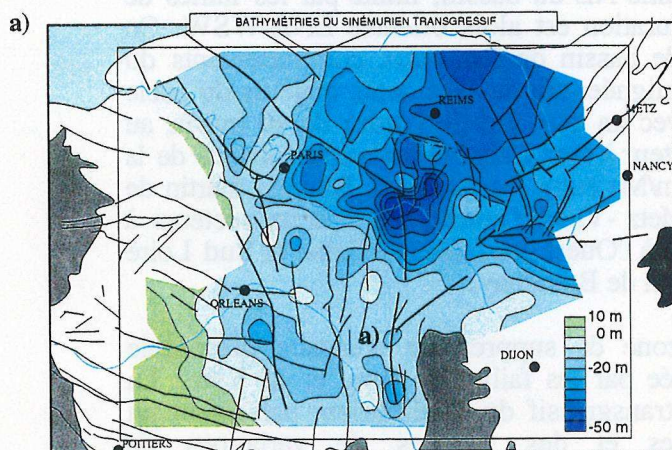 a)
BATHYMÉTRIES DU SINÉMURIEN TRANSGRESSIF
REIMS
METZ
PARIS
NANCY
ORLEANS
a)
DIJON
POITIERS
10 m
0 m
-20 m
-50 m